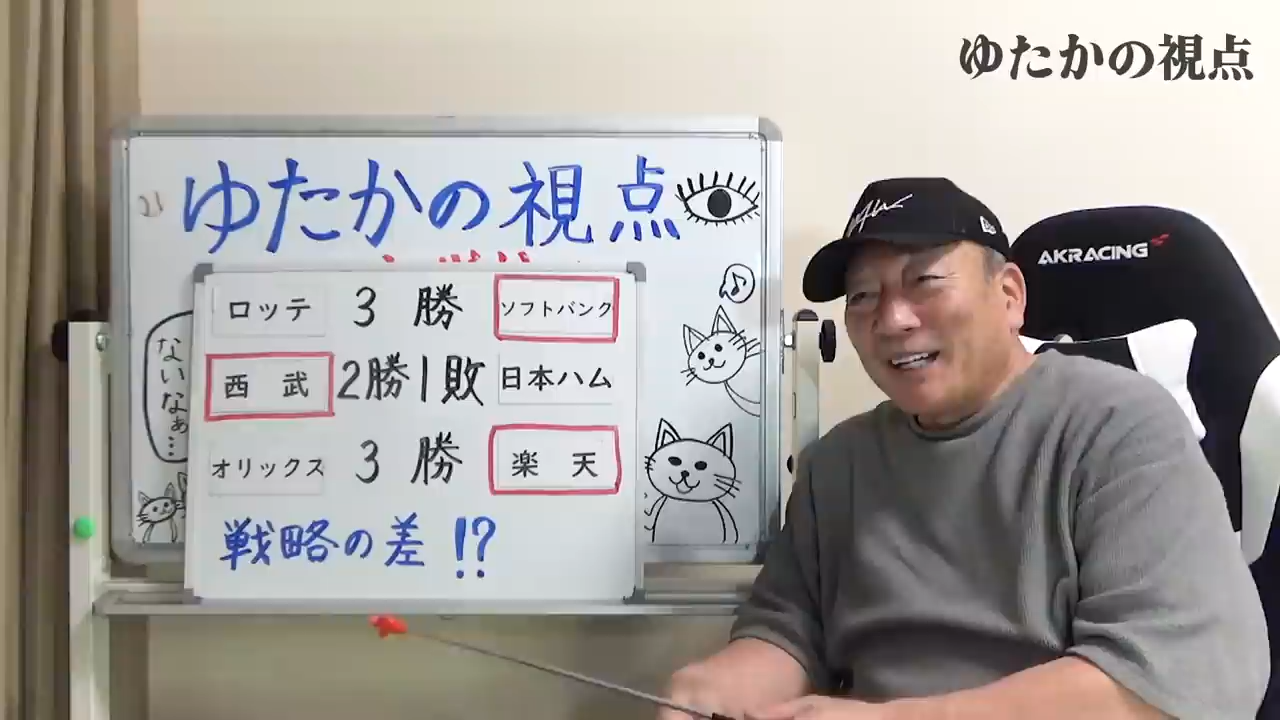 ゆたかの視点
ゆたかの視点
ロッテ 3勝 ソフトバンク
西武 2勝1敗 日本ハム
オリックス 3勝 楽天
戦略の差!?
ないなぁ…
AKRACING